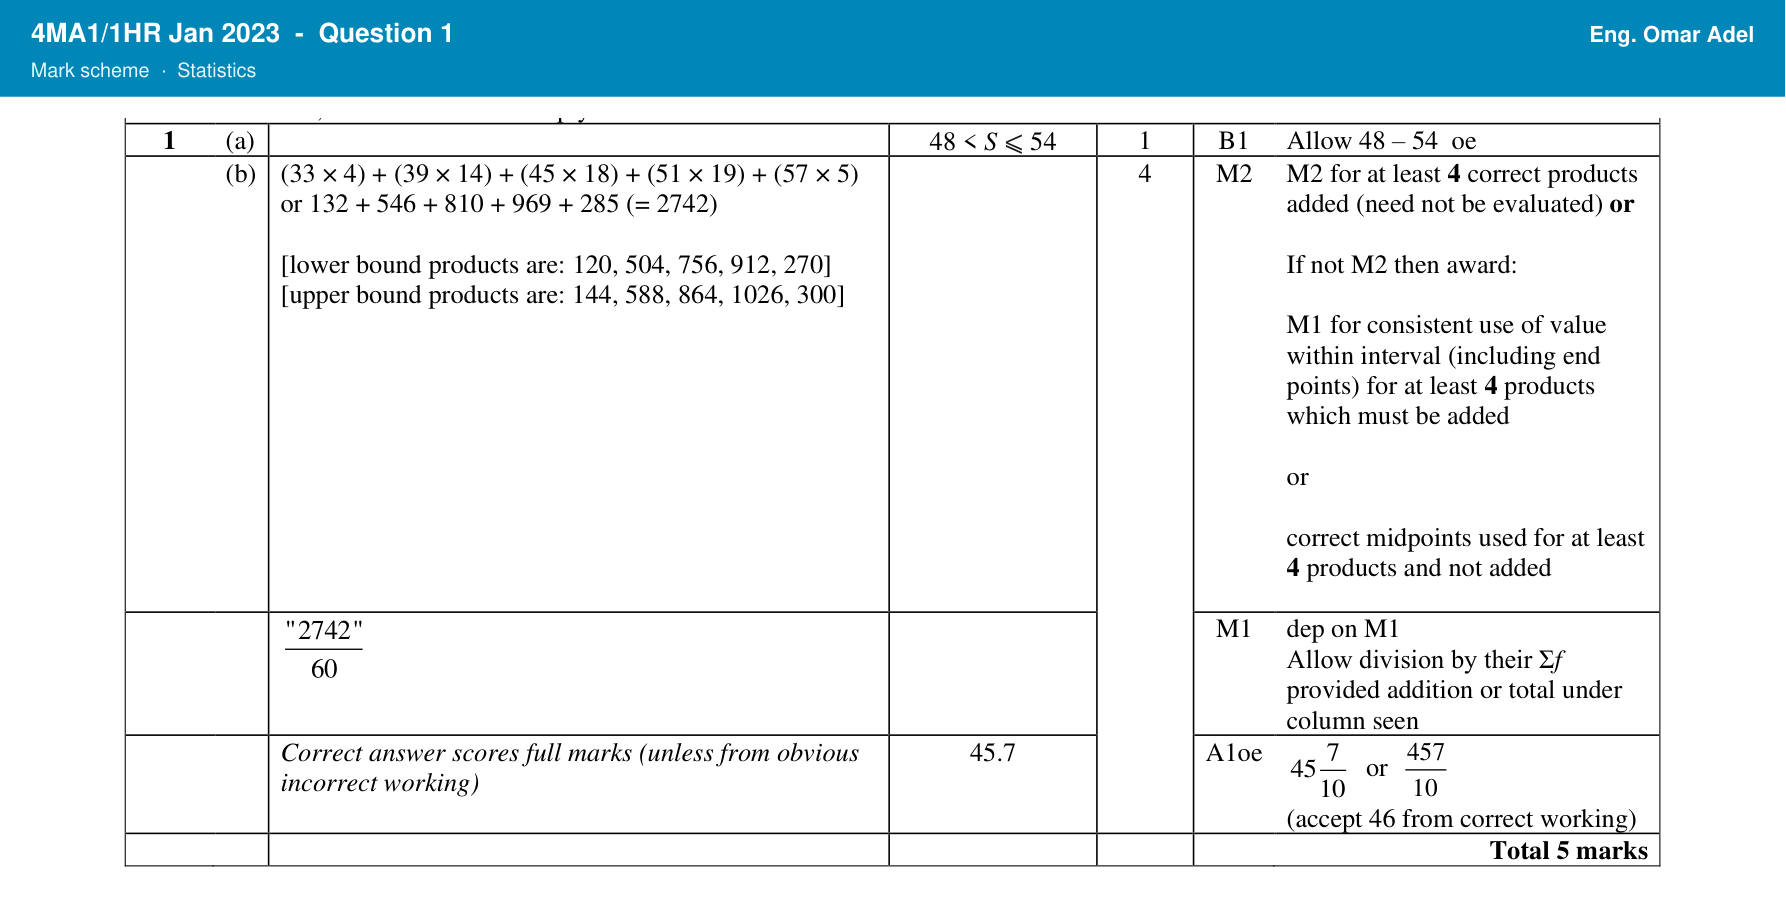 4MA1/1HR Jan 2023 - Question 1
Eng. Omar Adel
Mark scheme · Statistics
1 (a) 48 < S ⩽ 54 1 B1 Allow 48 – 54 oe
(b) (33 × 4) + (39 × 14) + (45 × 18) + (51 × 19) + (57 × 5) 4 M2 M2 for at least 4 correct products
or 132 + 546 + 810 + 969 + 285 (= 2742) added (need not be evaluated) or
[lower bound products are: 120, 504, 756, 912, 270] If not M2 then award:
[upper bound products are: 144, 588, 864, 1026, 300]
M1 for consistent use of value
within interval (including end
points) for at least 4 products
which must be added
or
correct midpoints used for at least
4 products and not added
"2742"
60
M1 dep on M1
Allow division by their Σf
provided addition or total under
column seen
Correct answer scores full marks (unless from obvious
incorrect working)
45.7
A1oe 45 7/10 or 457/10
(accept 46 from correct working)
Total 5 marks